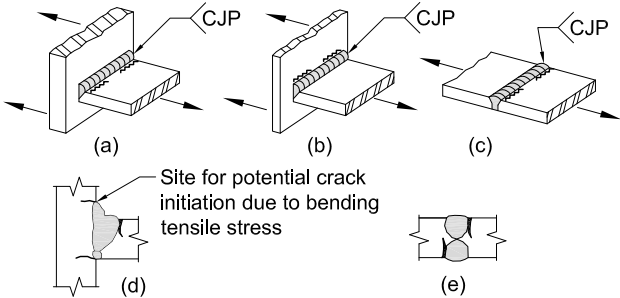 CJP
CJP
CJP
(a)
(b)
(c)
Site for potential crack
initiation due to bending
tensile stress
(d)
(e)